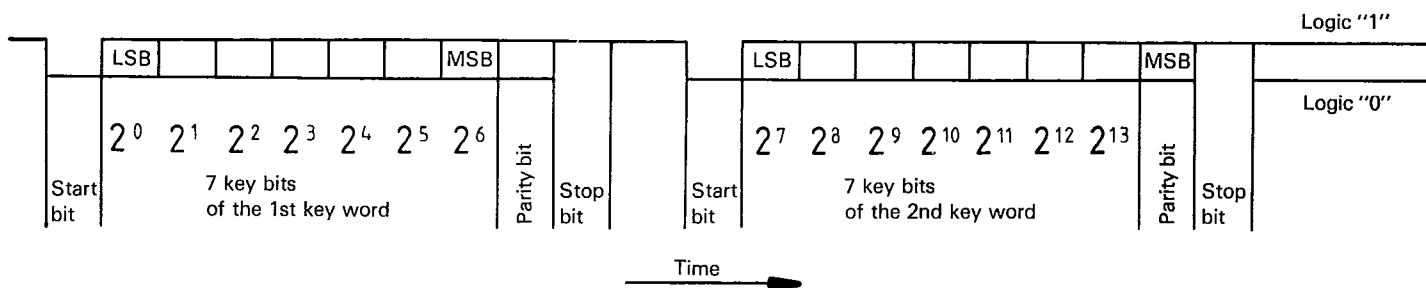 Logic "1"
LSB MSB LSB MSB
Logic "0"
2⁰ 2¹ 2² 2³ 2⁴ 2⁵ 2⁶ 2⁷ 2⁸ 2⁹ 2¹⁰ 2¹¹ 2¹² 2¹³
Start
bit
7 key bits
of the 1st key word
Parity bit
Stop
bit
Start
bit
7 key bits
of the 2nd key word
Parity bit
Stop
bit
Time